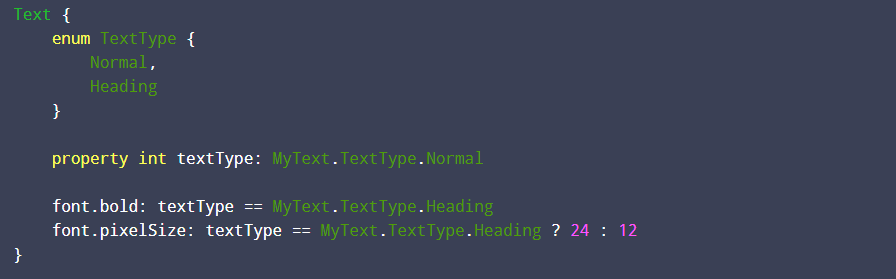 Text {
    enum TextType {
        Normal,
        Heading
    }

    property int textType: MyText.TextType.Normal

    font.bold: textType == MyText.TextType.Heading
    font.pixelSize: textType == MyText.TextType.Heading ? 24 : 12
}